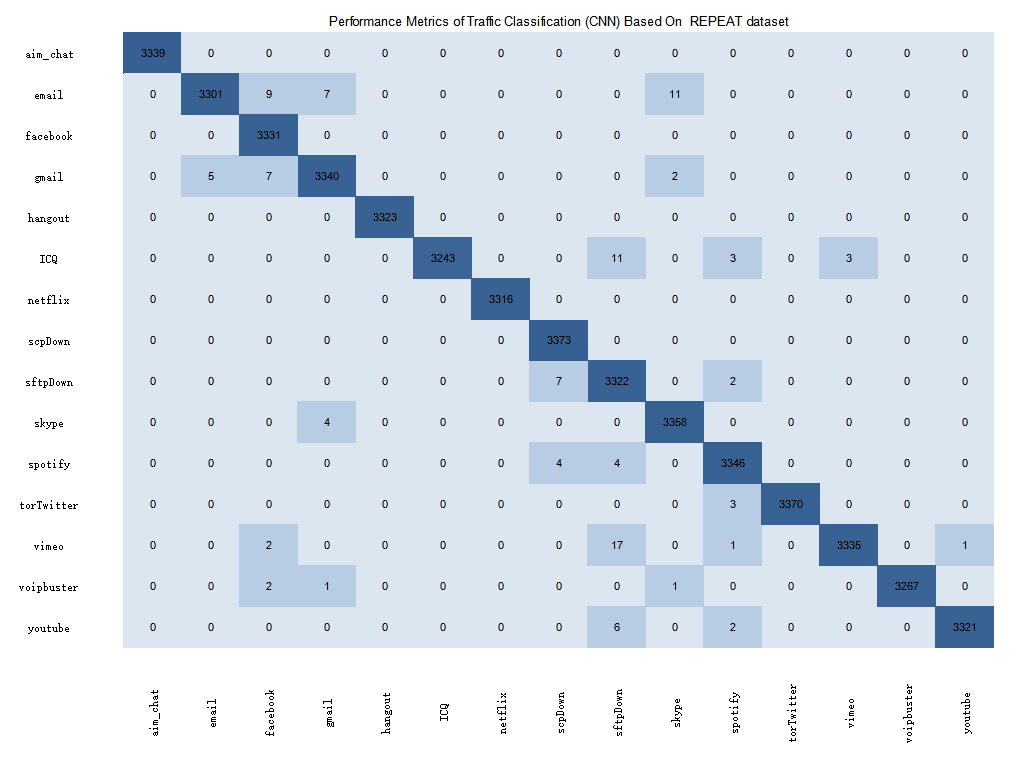 Performance Metrics of Traffic Classification (CNN) Based On REPEAT dataset
aim_chat 3339 0 0 0 0 0 0 0 0 0 0 0 0 0 0
email 0 3301 9 7 0 0 0 0 0 11 0 0 0 0 0
facebook 0 0 3331 0 0 0 0 0 0 0 0 0 0 0 0
gmail 0 5 7 3340 0 0 0 0 0 2 0 0 0 0 0
hangout 0 0 0 0 3323 0 0 0 0 0 0 0 0 0 0
ICQ 0 0 0 0 0 3243 0 0 11 0 3 0 3 0 0
netflix 0 0 0 0 0 0 3316 0 0 0 0 0 0 0 0
scpDown 0 0 0 0 0 0 0 3373 0 0 0 0 0 0 0
sftpDown 0 0 0 0 0 0 0 7 3322 0 2 0 0 0 0
skype 0 0 0 4 0 0 0 0 0 3358 0 0 0 0 0
spotify 0 0 0 0 0 0 0 4 4 0 3346 0 0 0 0
torTwitter 0 0 0 0 0 0 0 0 0 0 3 3370 0 0 0
vimeo 0 0 2 0 0 0 0 0 17 0 1 0 3335 0 1
voipbuster 0 0 2 1 0 0 0 0 0 1 0 0 0 3267 0
youtube 0 0 0 0 0 0 0 0 6 0 2 0 0 0 3321
aim_chat email facebook gmail hangout ICQ netflix scpDown sftpDown skype spotify torTwitter vimeo voipbuster youtube